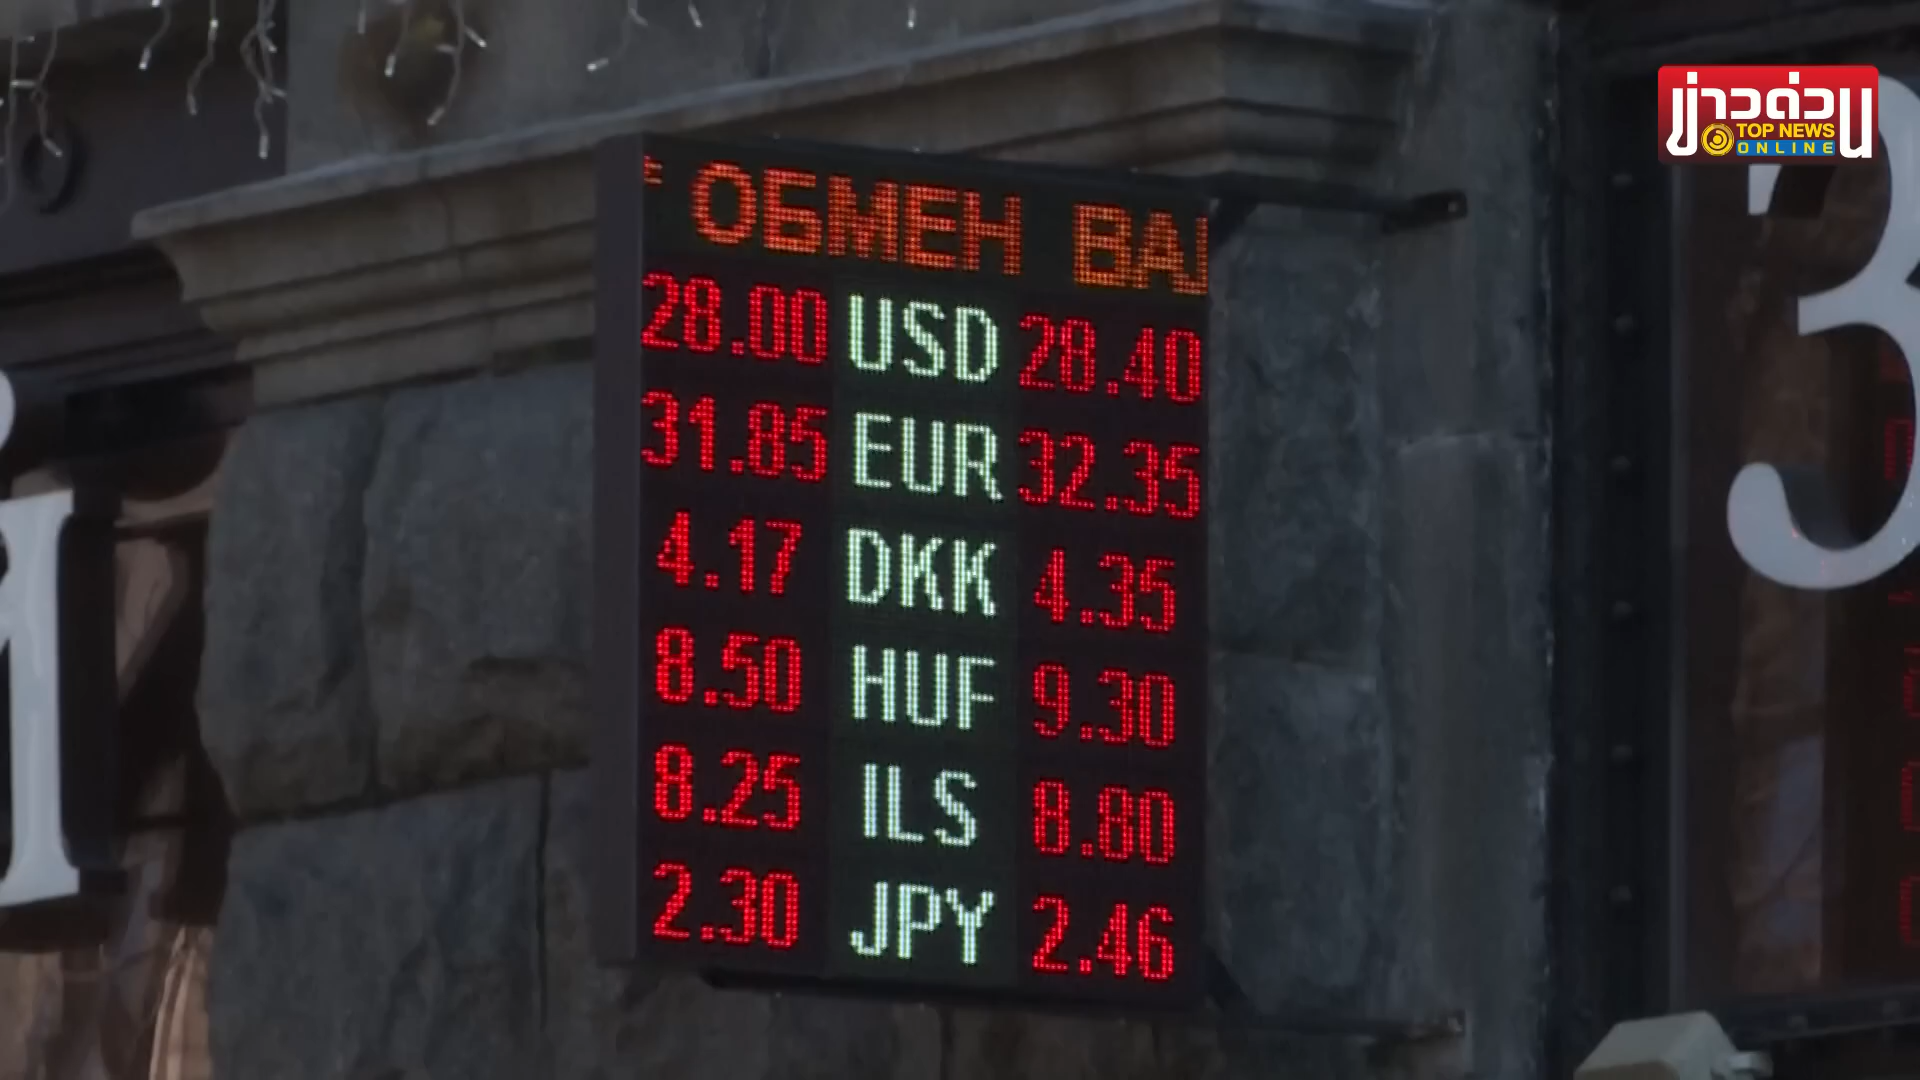 ข่าวด่วน
TOP NEWS
ONLINE
* ОБМЕН ВАЛ
28.00 USD 28.40
31.85 EUR 32.35
4.17 DKK 4.35
8.50 HUF 9.30
8.25 ILS 8.80
2.30 JPY 2.46
3